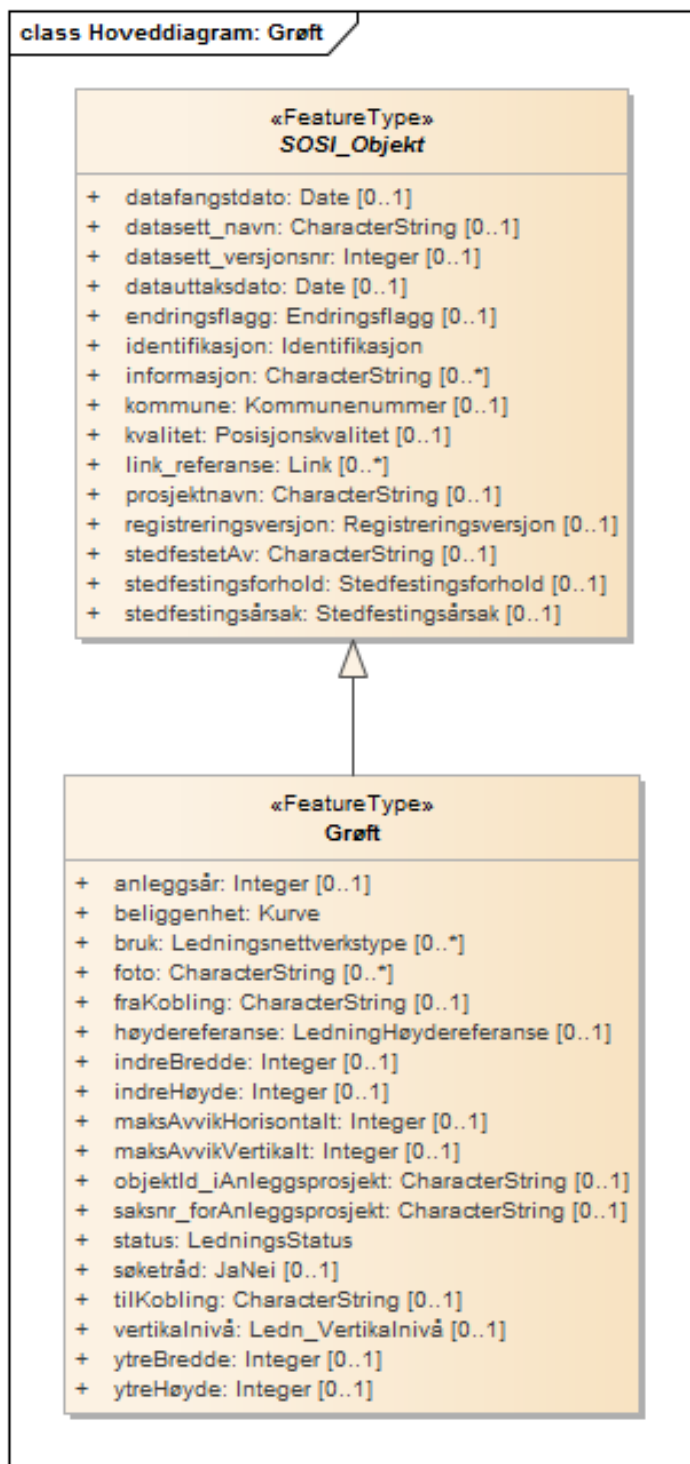 class Hoveddiagram: Grøft
«FeatureType»
SOSI_Objekt
+ datafangstdato: Date [0..1]
+ datasett_navn: CharacterString [0..1]
+ datasett_versjonsnr: Integer [0..1]
+ datauttaksdato: Date [0..1]
+ endringsflagg: Endringsflagg [0..1]
+ identifikasjon: Identifikasjon
+ informasjon: CharacterString [0..*]
+ kommune: Kommunenummer [0..1]
+ kvalitet: Posisjonskvalitet [0..1]
+ link_referanse: Link [0..*]
+ prosjektnavn: CharacterString [0..1]
+ registreringsversjon: Registreringsversjon [0..1]
+ stedfestetAv: CharacterString [0..1]
+ stedfestingsforhold: Stedfestingsforhold [0..1]
+ stedfestingsårsak: Stedfestingsårsak [0..1]
«FeatureType»
Grøft
+ anleggsår: Integer [0..1]
+ beliggenhet: Kurve
+ bruk: Ledningsnettverkstype [0..*]
+ foto: CharacterString [0..*]
+ fraKobling: CharacterString [0..1]
+ høydereferanse: LedningHøydereferanse [0..1]
+ indreBredde: Integer [0..1]
+ indreHøyde: Integer [0..1]
+ maksAvvikHorisontalt: Integer [0..1]
+ maksAvvikVertikalt: Integer [0..1]
+ objektId_iAnleggsprosjekt: CharacterString [0..1]
+ saksnr_forAnleggsprosjekt: CharacterString [0..1]
+ status: LedningsStatus
+ søketråd: JaNei [0..1]
+ tilKobling: CharacterString [0..1]
+ vertikalnivå: Ledn_Vertikalnivå [0..1]
+ ytreBredde: Integer [0..1]
+ ytreHøyde: Integer [0..1]